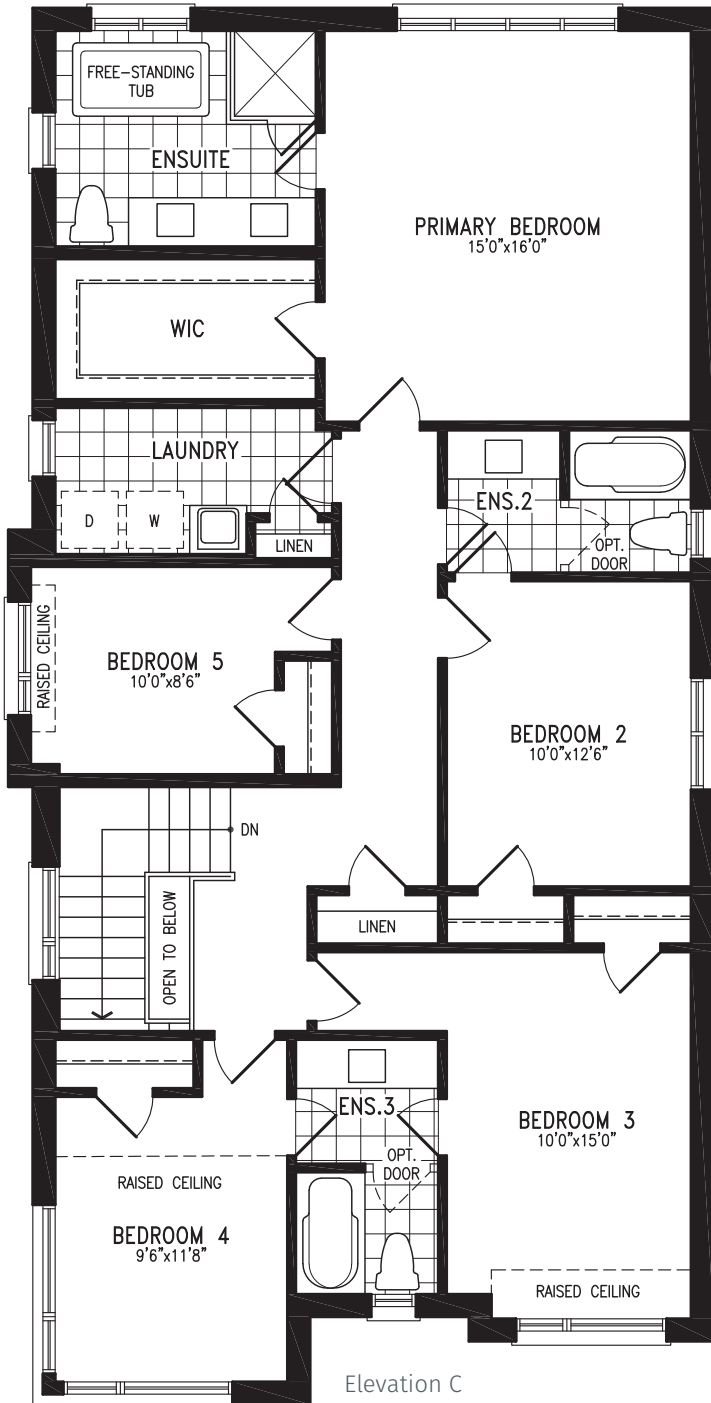 FREE-STANDING
TUB
ENSUITE
PRIMARY BEDROOM
15'0"x16'0"
WIC
LAUNDRY
D
W
LINEN
ENS.2
OPT.
DOOR
RAISED CEILING
BEDROOM 5
10'0"x8'6"
BEDROOM 2
10'0"x12'6"
DN
OPEN TO BELOW
LINEN
ENS.3
OPT.
DOOR
BEDROOM 3
10'0"x15'0"
RAISED CEILING
BEDROOM 4
9'6"x11'8"
RAISED CEILING
Elevation C